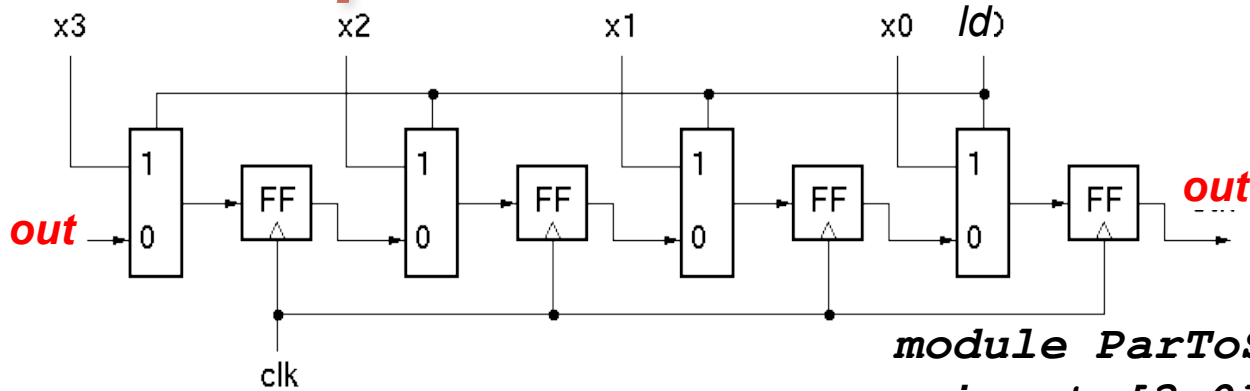 x3 x2 x1 x0 ld)
1 1 1 1
FF FF FF FF
out
out 0 0 0 0
clk
module ParToS